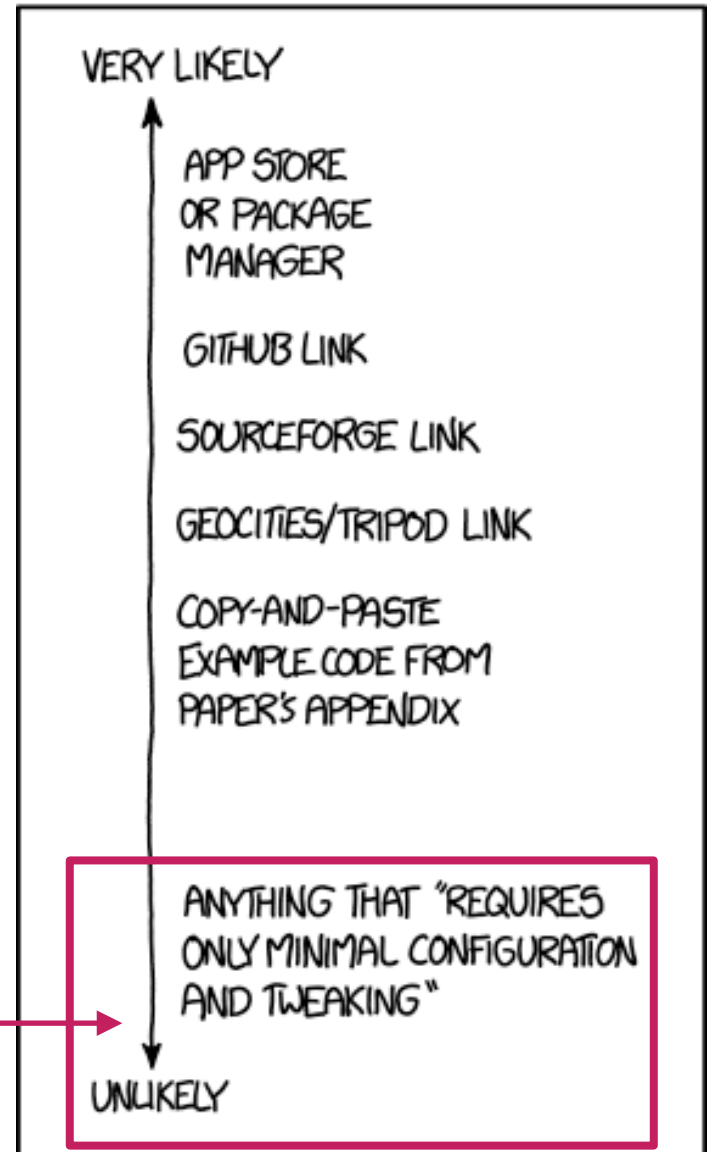 VERY LIKELY
APP STORE
OR PACKAGE
MANAGER
GITHUB LINK
SOURCEFORGE LINK
GEOCITIES/TRIPOD LINK
COPY-AND-PASTE
EXAMPLE CODE FROM
PAPER'S APPENDIX
ANYTHING THAT "REQUIRES
ONLY MINIMAL CONFIGURATION
AND TWEAKING"
UNLIKELY